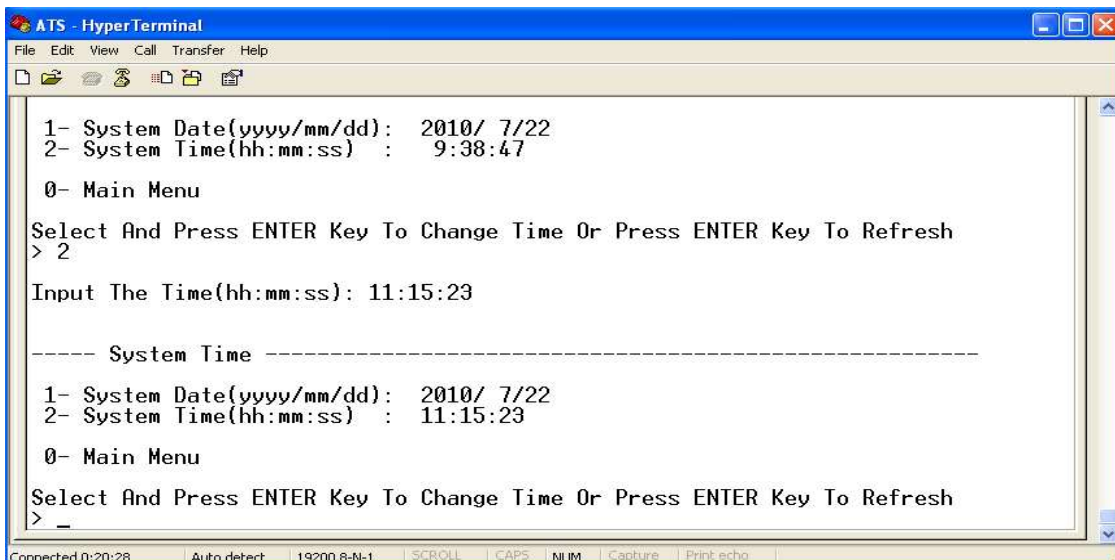 ATS - HyperTerminal
File Edit View Call Transfer Help
1- System Date(yyyy/mm/dd): 2010/ 7/22
2- System Time(hh:mm:ss) : 9:38:47
0- Main Menu
Select And Press ENTER Key To Change Time Or Press ENTER Key To Refresh
> 2
Input The Time(hh:mm:ss): 11:15:23
----- System Time -------------------------------------------------------
1- System Date(yyyy/mm/dd): 2010/ 7/22
2- System Time(hh:mm:ss) : 11:15:23
0- Main Menu
Select And Press ENTER Key To Change Time Or Press ENTER Key To Refresh
> _
Connected 0:20:28 Auto detect 19200 8-N-1 SCROLL CAPS NUM Capture Print echo